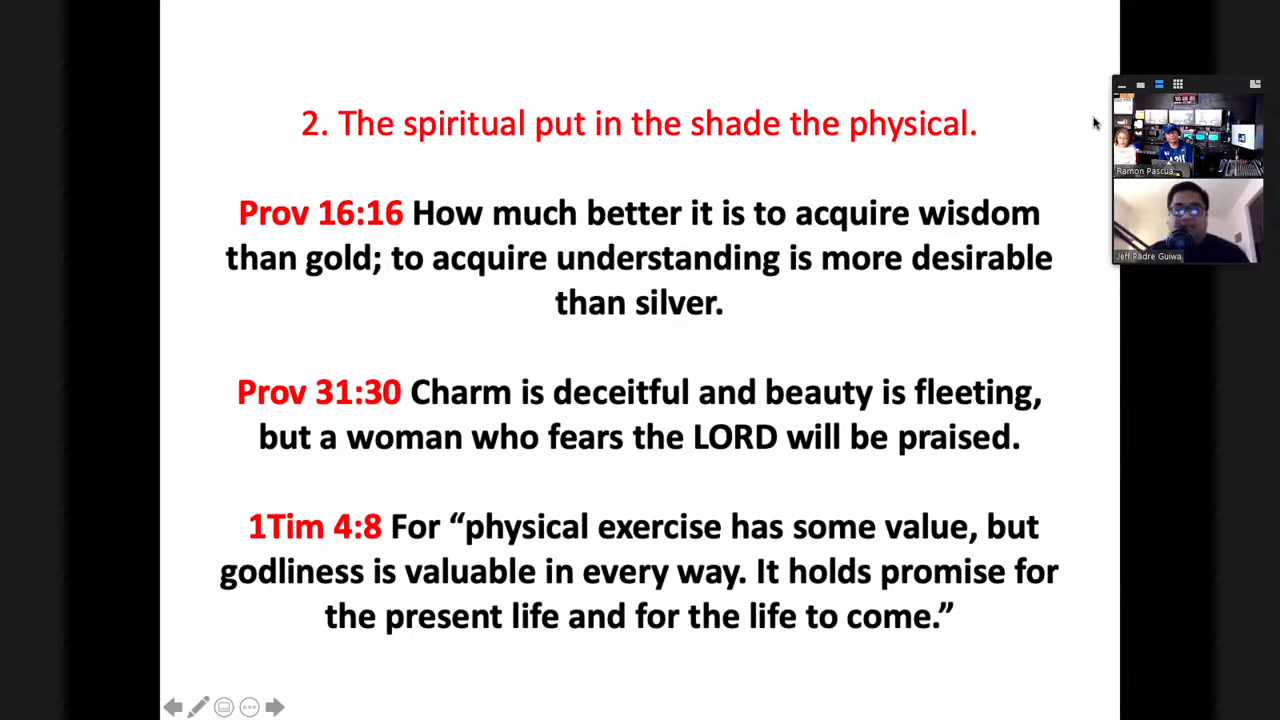 2. The spiritual put in the shade the physical.
Prov 16:16 How much better it is to acquire wisdom
than gold; to acquire understanding is more desirable
than silver.
Prov 31:30 Charm is deceitful and beauty is fleeting,
but a woman who fears the LORD will be praised.
1Tim 4:8 For “physical exercise has some value, but
godliness is valuable in every way. It holds promise for
the present life and for the life to come.”
Ramon Pascua
Jeff Padre Guiwa